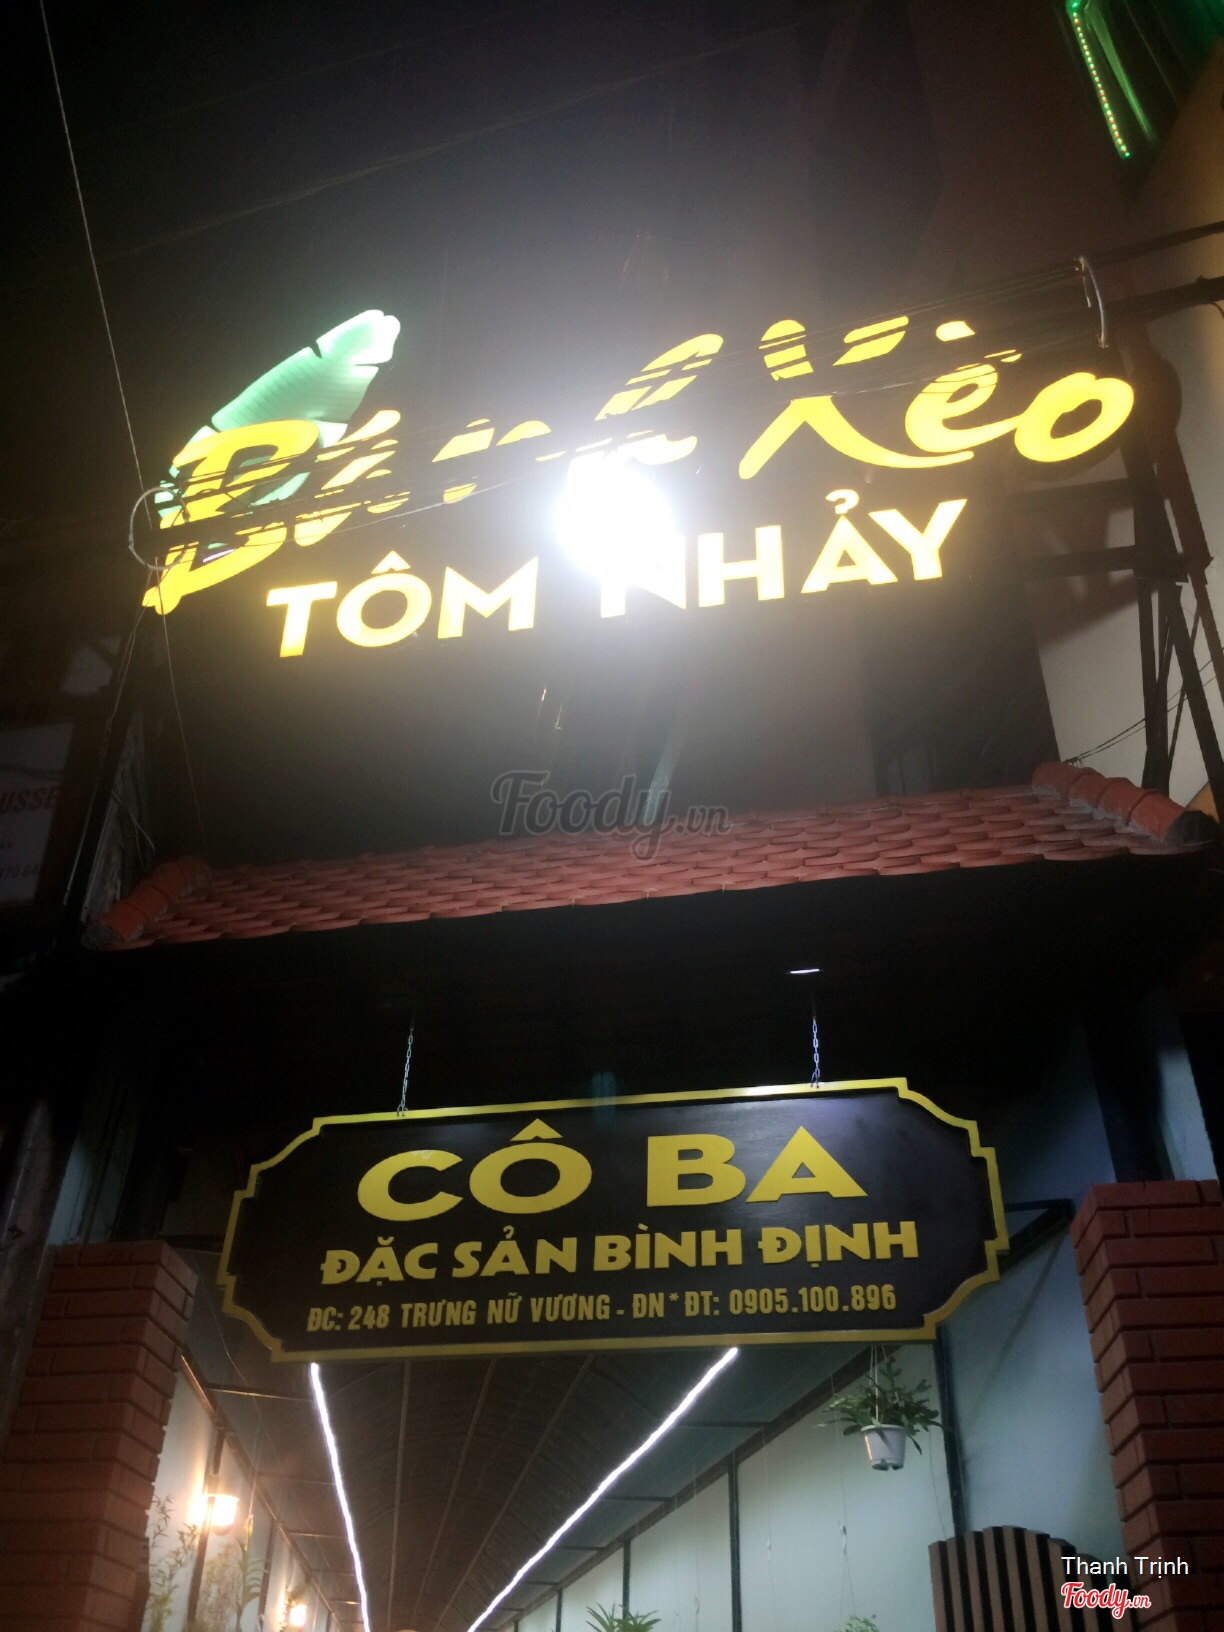 Bánh Xèo
TÔM NHẢY
Foody.vn
CÔ BA
ĐẶC SẢN BÌNH ĐỊNH
ĐC: 248 TRƯNG NỮ VƯƠNG - ĐN * ĐT: 0905.100.896
Thanh Trịnh
Foody.vn